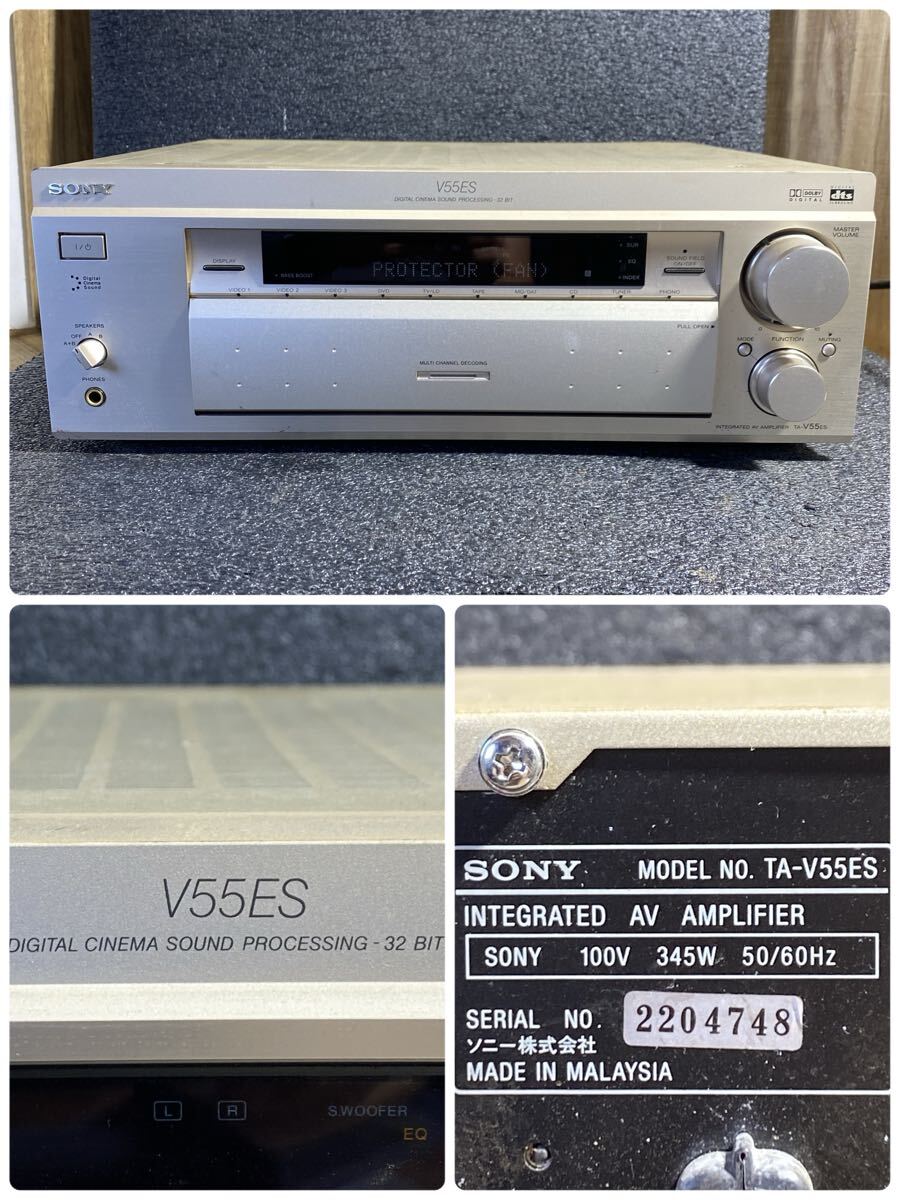 SONY
V55ES
DIGITAL CINEMA SOUND PROCESSING - 32 BIT
DOLBY DIGITAL
DIGITAL dts SURROUND
MASTER VOLUME
I / ⏻
Digital Cinema Sound
DISPLAY
BASS BOOST
PROTECTOR (FAN)
SUR
EQ
INDEX
SOUND FIELD
ON•OFF
VIDEO 1 VIDEO 2 VIDEO 3 DVD TV•LD TAPE MD/DAT CD TUNER PHONO
SPEAKERS
OFF A B A+B
PULL OPEN
0 10
MODE FUNCTION MUTING
MULTI CHANNEL DECODING
PHONES
INTEGRATED AV AMPLIFIER TA-V55ES
V55ES
DIGITAL CINEMA SOUND PROCESSING - 32 BIT
L R S.WOOFER
EQ
SONY MODEL NO. TA-V55ES
INTEGRATED AV AMPLIFIER
SONY 100V 345W 50/60Hz
SERIAL NO. 2204748
ソニー株式会社
MADE IN MALAYSIA